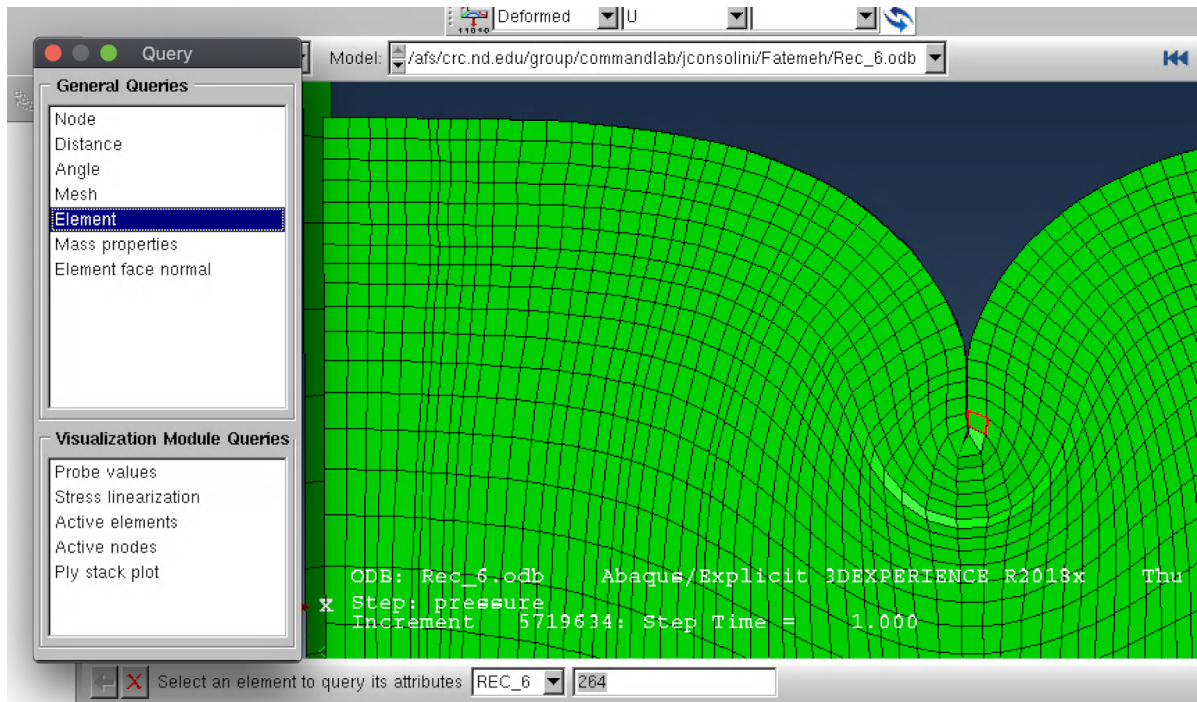 Deformed U
Query
Model: /afs/crc.nd.edu/group/commandlab/jconsolini/Fatemeh/Rec_6.odb
General Queries
Node
Distance
Angle
Mesh
Element
Mass properties
Element face normal
Visualization Module Queries
Probe values
Stress linearization
Active elements
Active nodes
Ply stack plot
ODB: Rec_6.odb Abaqus/Explicit 3DEXPERIENCE R2018x Thu
X Step: pressure
Increment 5719634: Step Time = 1.000
Select an element to query its attributes REC_6 264